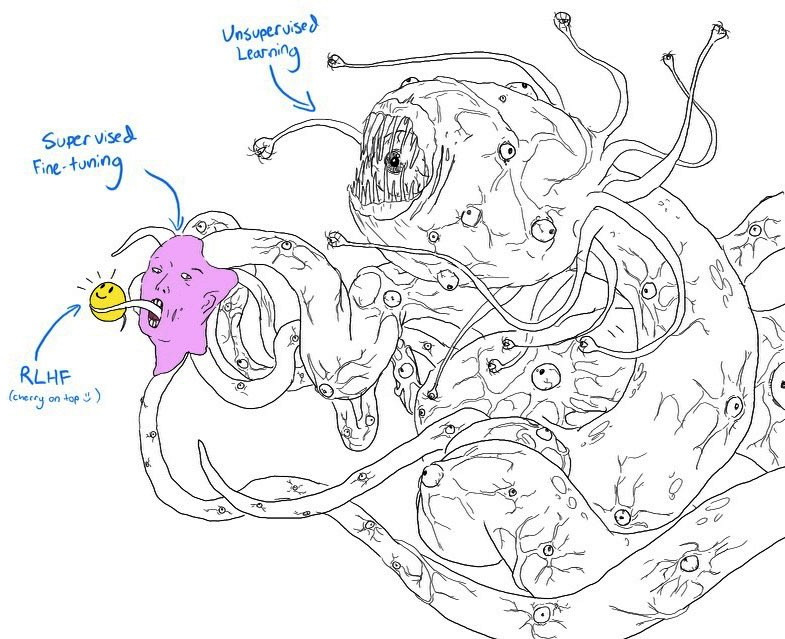 Unsupervised
Learning
Supervised
Fine-tuning
RLHF
(cherry on top :))